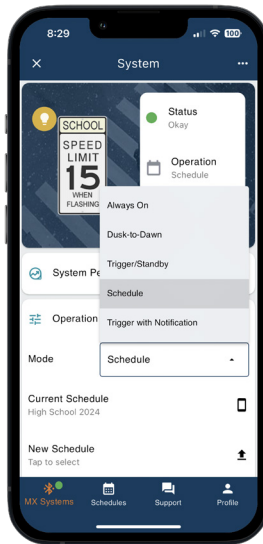 8:29
100
System
SCHOOL
SPEED
LIMIT
15
WHEN
FLASHING
Status
Okay
Operation
Schedule
Always On
Dusk-to-Dawn
Trigger/Standby
Schedule
Trigger with Notification
System Pe
Operation
Mode
Schedule
Current Schedule
High School 2024
New Schedule
Tap to select
MX Systems
Schedules
Support
Profile